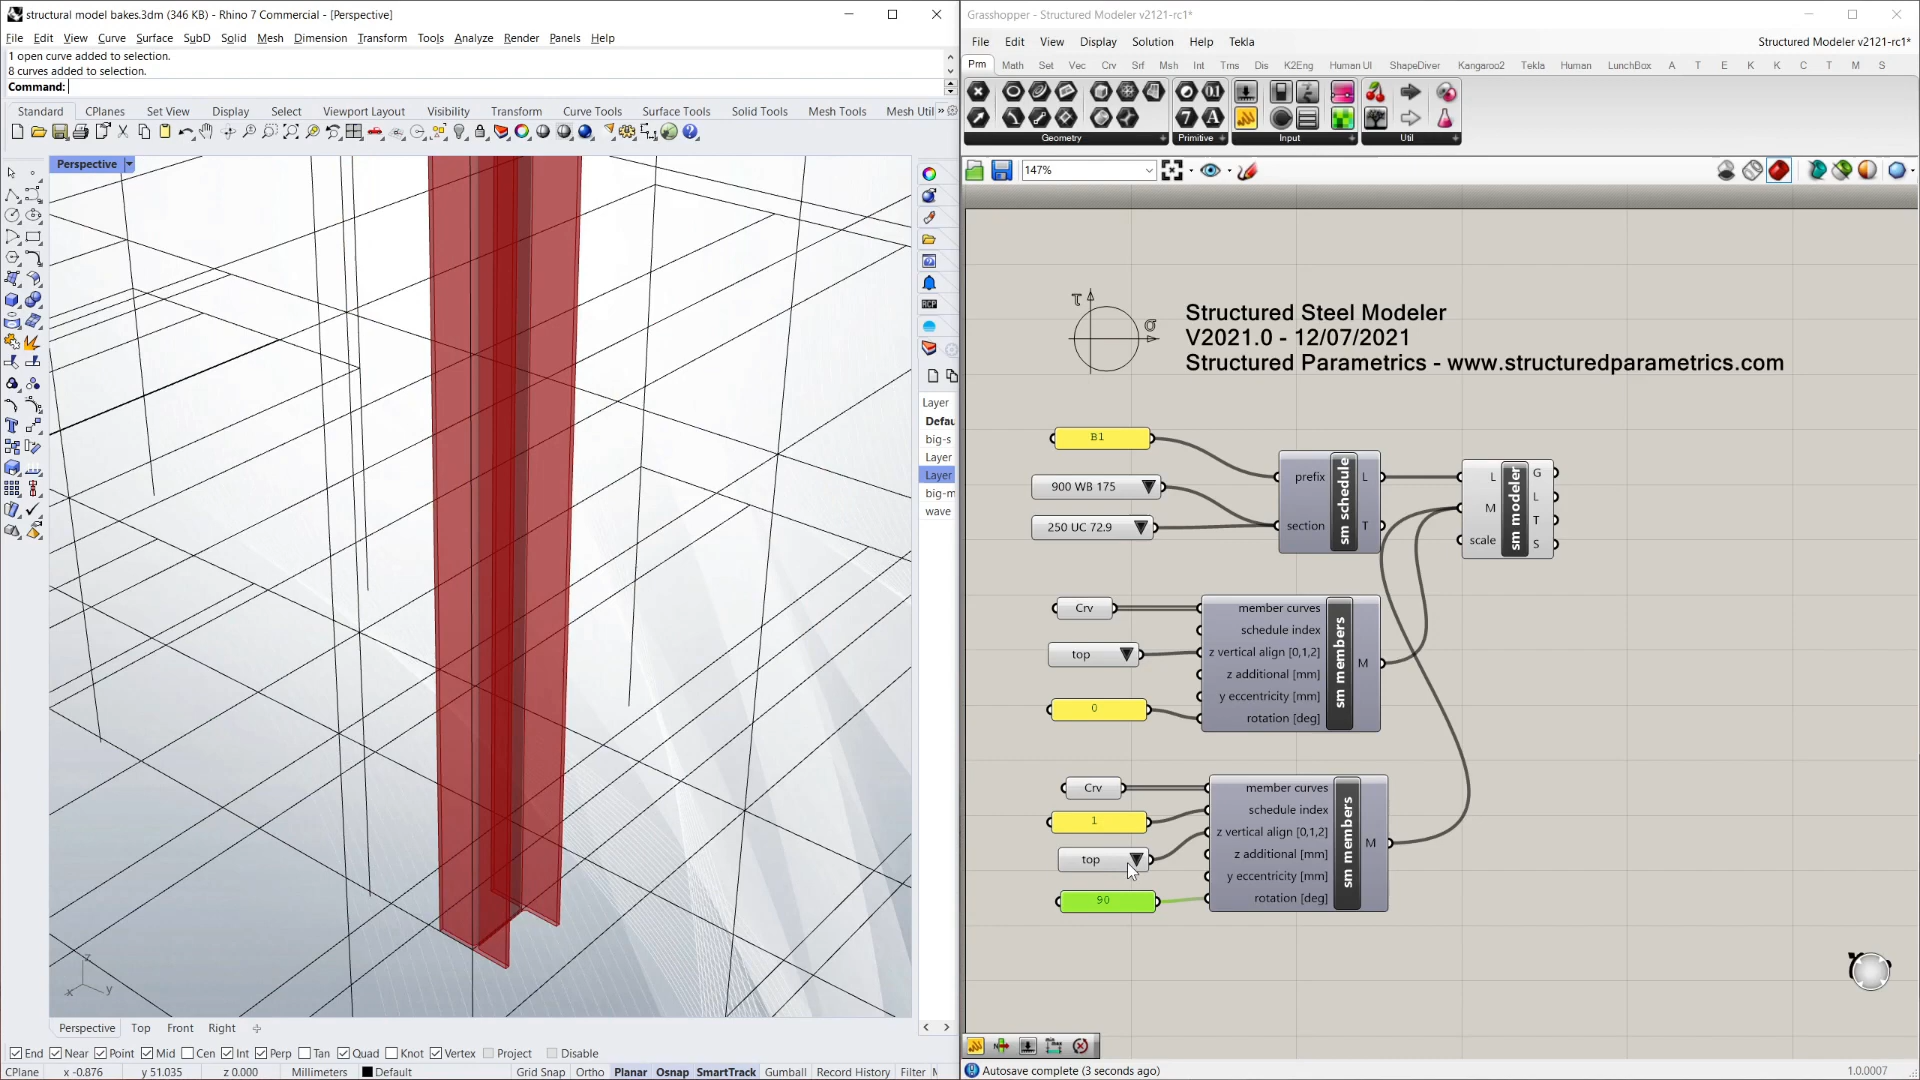 structural model bakes.3dm (346 KB) - Rhino 7 Commercial - [Perspective]
File Edit View Curve Surface SubD Solid Mesh Dimension Transform Tools Analyze Render Panels Help
1 open curve added to selection.
8 curves added to selection.
Command:
Standard CPlanes Set View Display Select Viewport Layout Visibility Transform Curve Tools Surface Tools Solid Tools Mesh Tools Mesh Util »
Perspective
RCP
Layer
Defau
big-s
Layer
Layer
big-m
wave
z
x y
Perspective Top Front Right
End Near Point Mid Cen Int Perp Tan Quad Knot Vertex Project Disable
CPlane x -0.876 y 51.035 z 0.000 Millimeters Default Grid Snap Ortho Planar Osnap SmartTrack Gumball Record History Filter
Grasshopper - Structured Modeler v2121-rc1*
File Edit View Display Solution Help Tekla
Structured Modeler v2121-rc1*
Prm Math Set Vec Crv Srf Msh Int Trns Dis K2Eng Human UI ShapeDiver Kangaroo2 Tekla Human LunchBox A T E K K C T M S
Geometry Primitive Input Util
147%
τ
σ
Structured Steel Modeler
V2021.0 - 12/07/2021
Structured Parametrics - www.structuredparametrics.com
B1
900 WB 175
250 UC 72.9
prefix
section
sm schedule
L
T
L
M
scale
sm modeler
G
L
T
S
Crv
top
0
member curves
schedule index
z vertical align [0,1,2]
z additional [mm]
y eccentricity [mm]
rotation [deg]
sm members
M
Crv
1
top
90
member curves
schedule index
z vertical align [0,1,2]
z additional [mm]
y eccentricity [mm]
rotation [deg]
sm members
M
Autosave complete (3 seconds ago)
1.0.0007